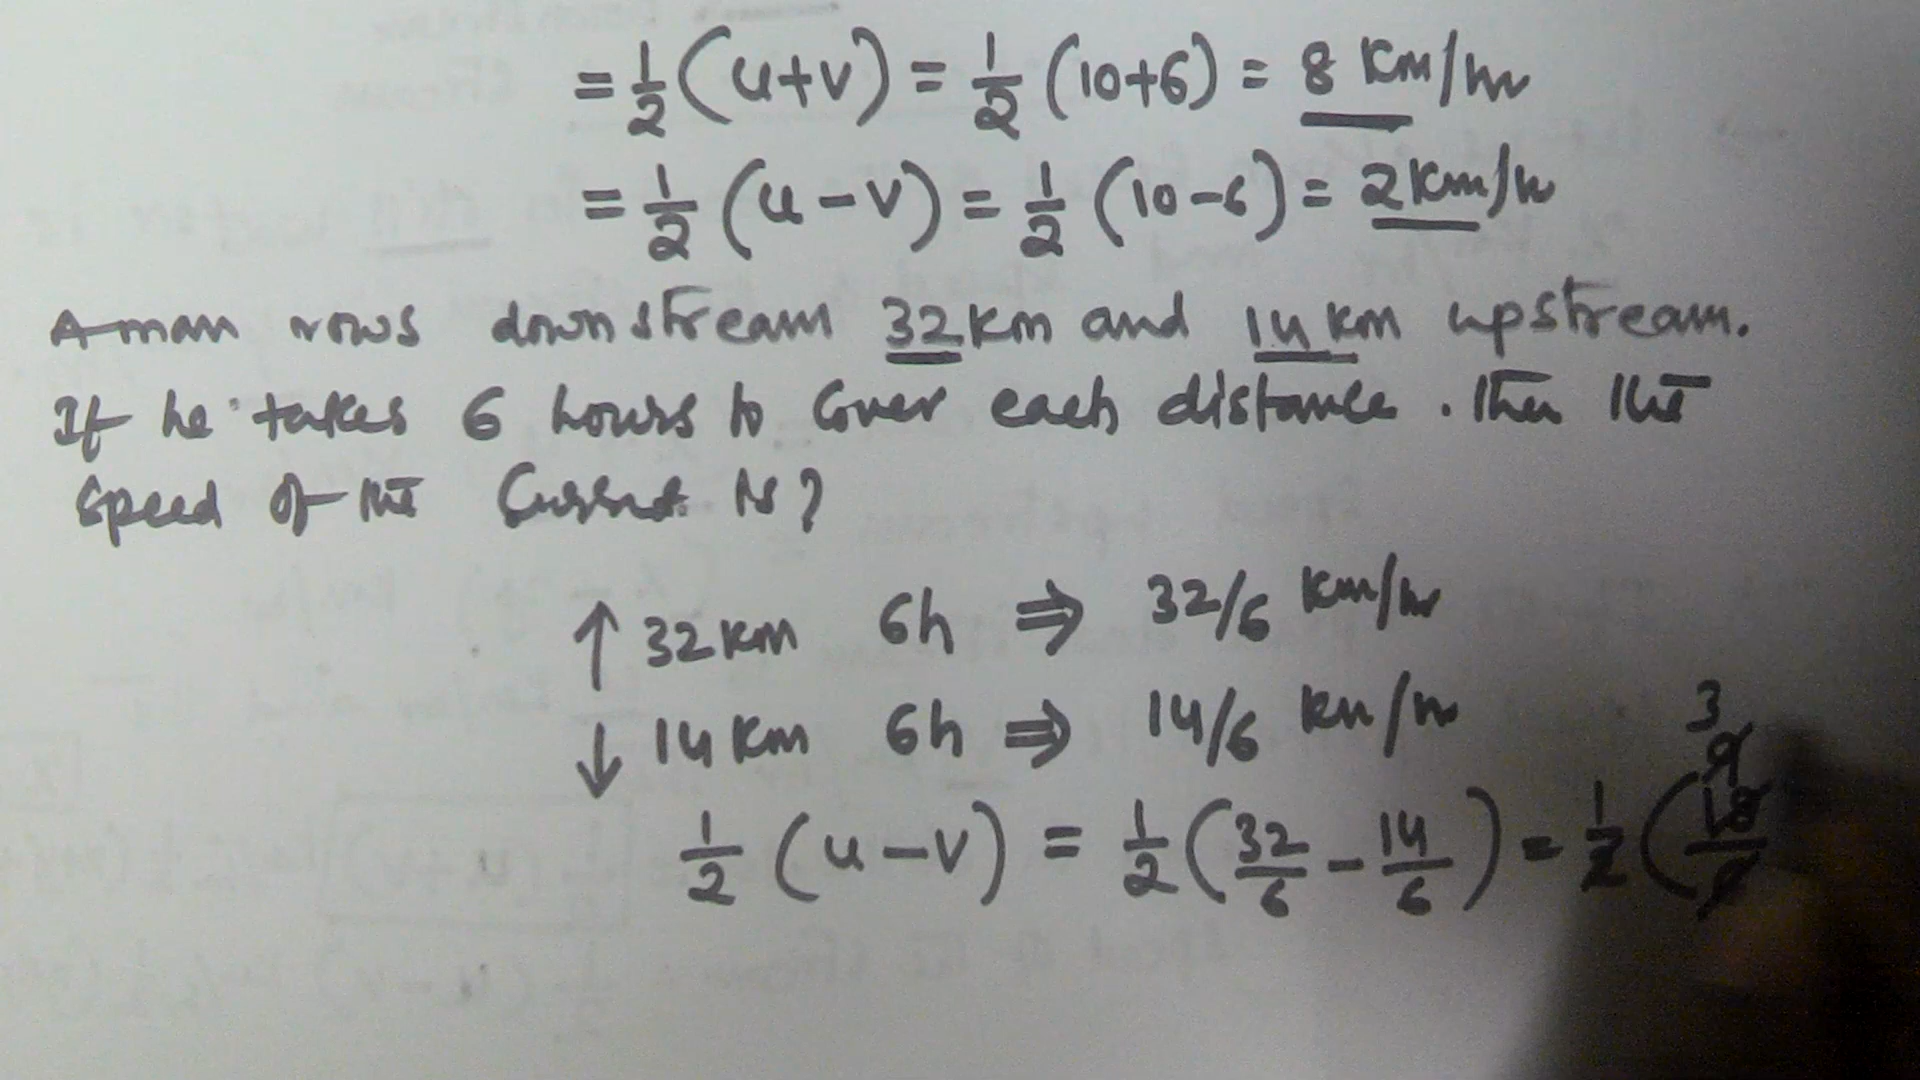 = 1/2 (u+v) = 1/2 (10+6) = 8 Km/hr
= 1/2 (u-v) = 1/2 (10-6) = 2 Km/hr
A man rows downstream 32 km and 14 km upstream.
If he takes 6 hours to cover each distance. Then the
speed of the current is?
↑ 32 km 6h ⇒ 32/6 km/hr
↓ 14 km 6h ⇒ 14/6 km/hr
3
9
1/2 (u-v) = 1/2 (32/6 - 14/6) = 1/2 (18/